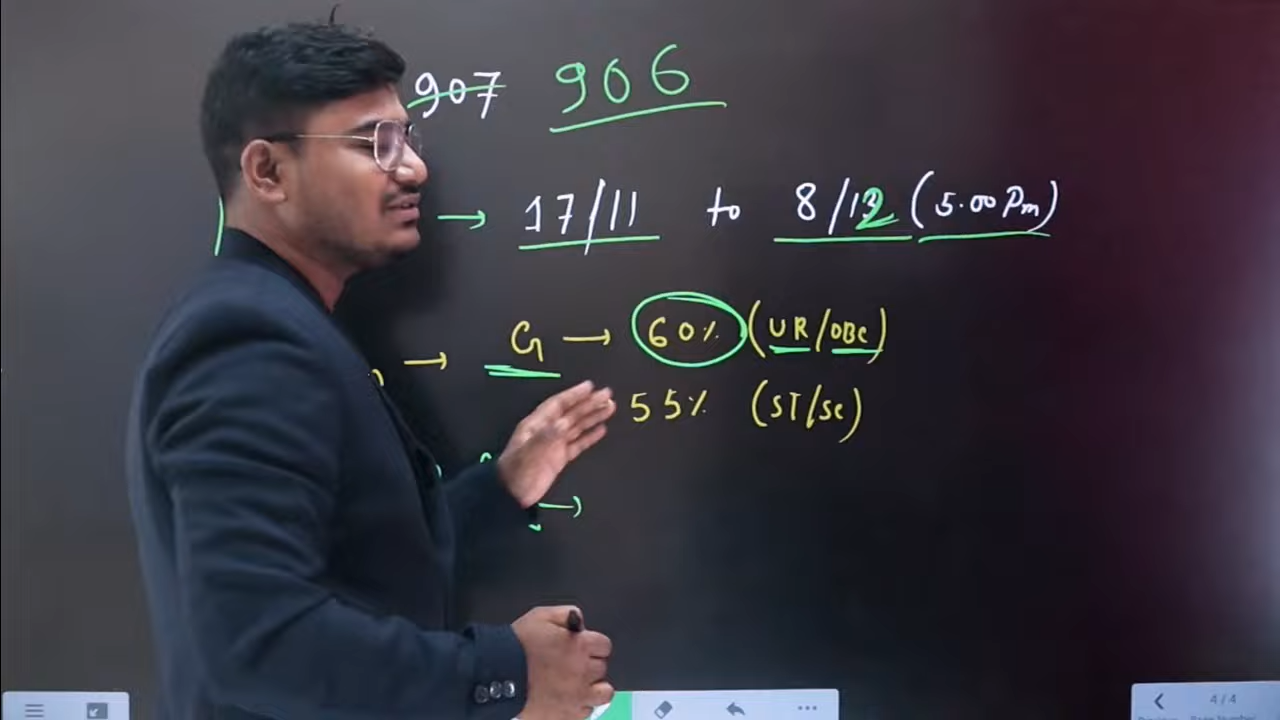 907 906
→ 17/11 to 8/12 (5.00 Pm)
→ G → 60% (UR/OBC)
55% (ST/SC)
→
4/4